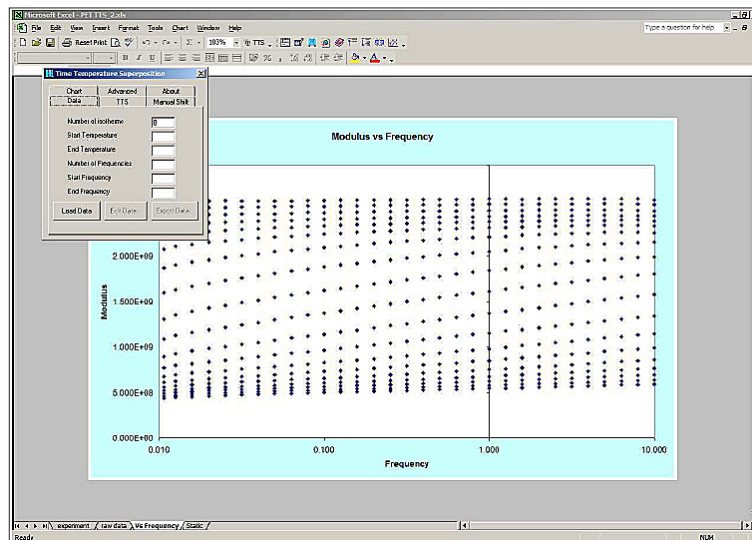 Microsoft Excel - PET TTS_2.xls
File Edit View Insert Format Tools Chart Window Help
Type a question for help
Reset Print
193%
TTS
Time Temperature Superposition
Chart Advanced About
Data TTS Manual Shift
Number of isotherms 0
Start Temperature
End Temperature
Number of Frequencies
Start Frequency
End Frequency
Load Data Edit Data... Export Data...
Modulus vs Frequency
2.000E+09
1.500E+09
1.000E+09
5.000E+08
0.000E+00
Modulus
0.010 0.100 1.000 10.000
Frequency
experiment / raw data / Vs Frequency / Static /
Ready
NUM